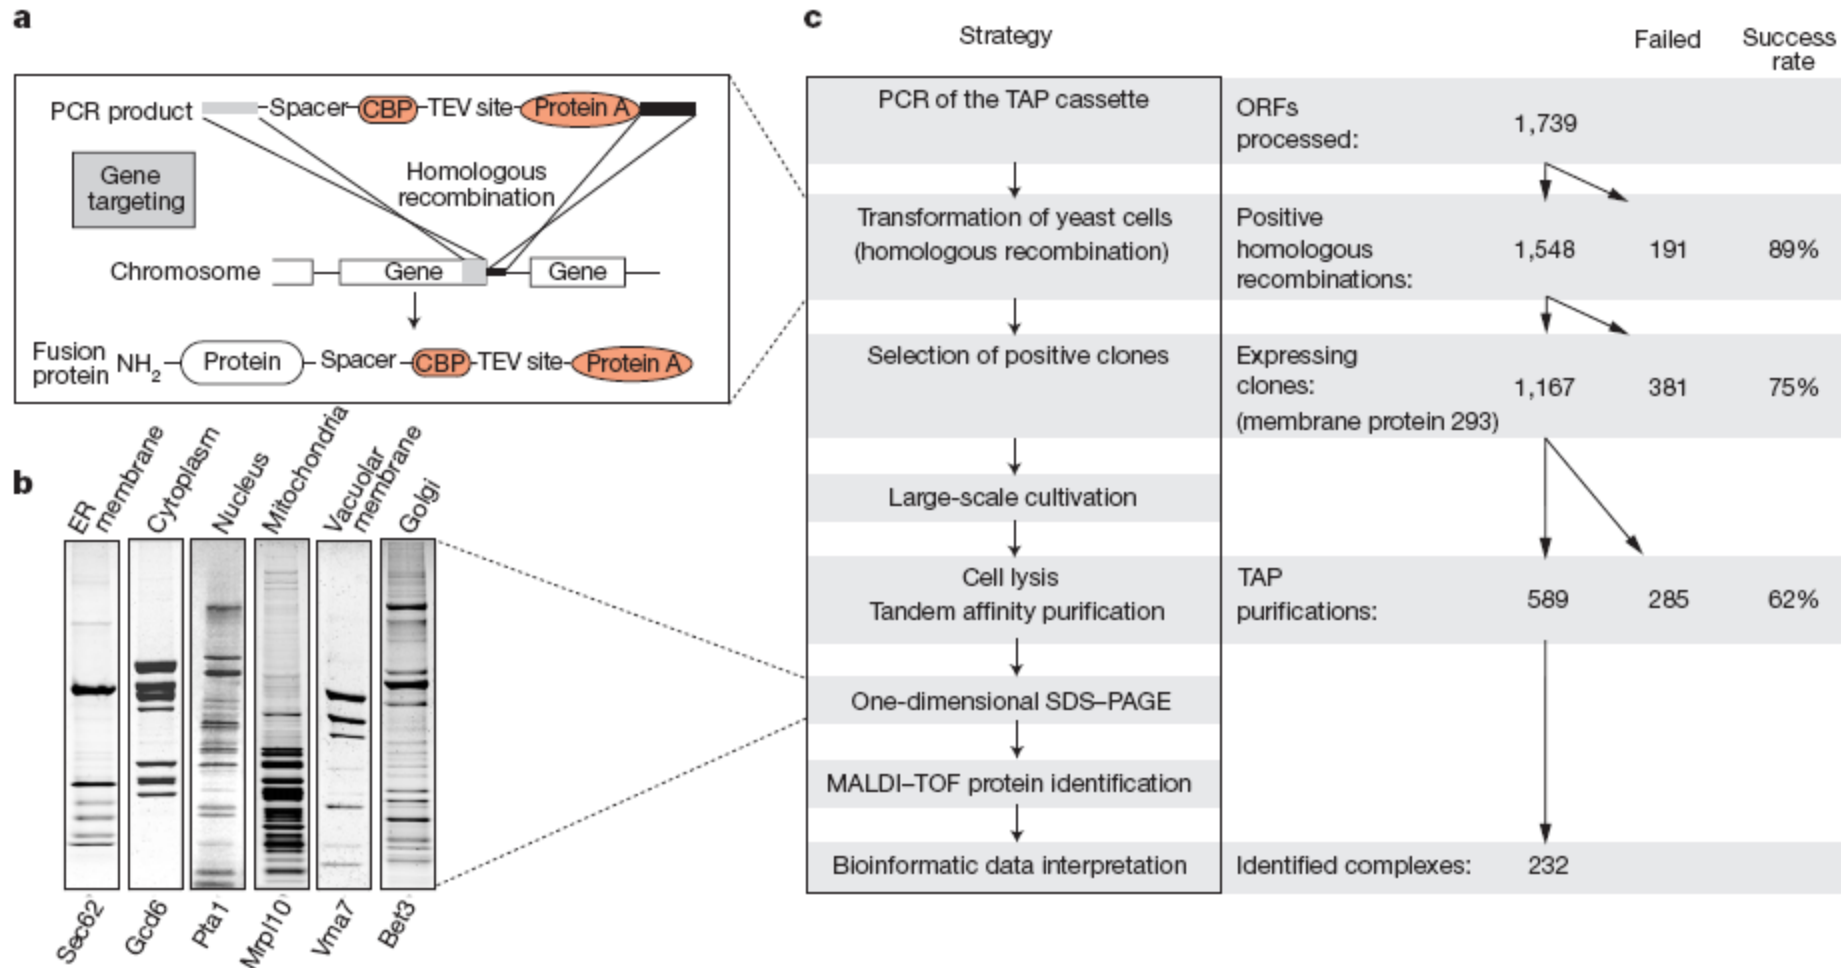 a
PCR product
Spacer
CBP
TEV site
Protein A
Gene
targeting
Homologous
recombination
Chromosome
Gene
Gene
Fusion
protein
NH2
Protein
Spacer
CBP
TEV site
Protein A
b
ER
membrane
Cytoplasm
Nucleus
Mitochondria
Vacuolar
membrane
Golgi
Sec62
Gcd6
Pta1
Mrpl10
Vma7
Bet3
c
Strategy
Failed
Success
rate
PCR of the TAP cassette
ORFs
processed:
1,739
Transformation of yeast cells
(homologous recombination)
Positive
homologous
recombinations:
1,548
191
89%
Selection of positive clones
Expressing
clones:
(membrane protein 293)
1,167
381
75%
Large-scale cultivation
Cell lysis
Tandem affinity purification
TAP
purifications:
589
285
62%
One-dimensional SDS–PAGE
MALDI–TOF protein identification
Bioinformatic data interpretation
Identified complexes:
232